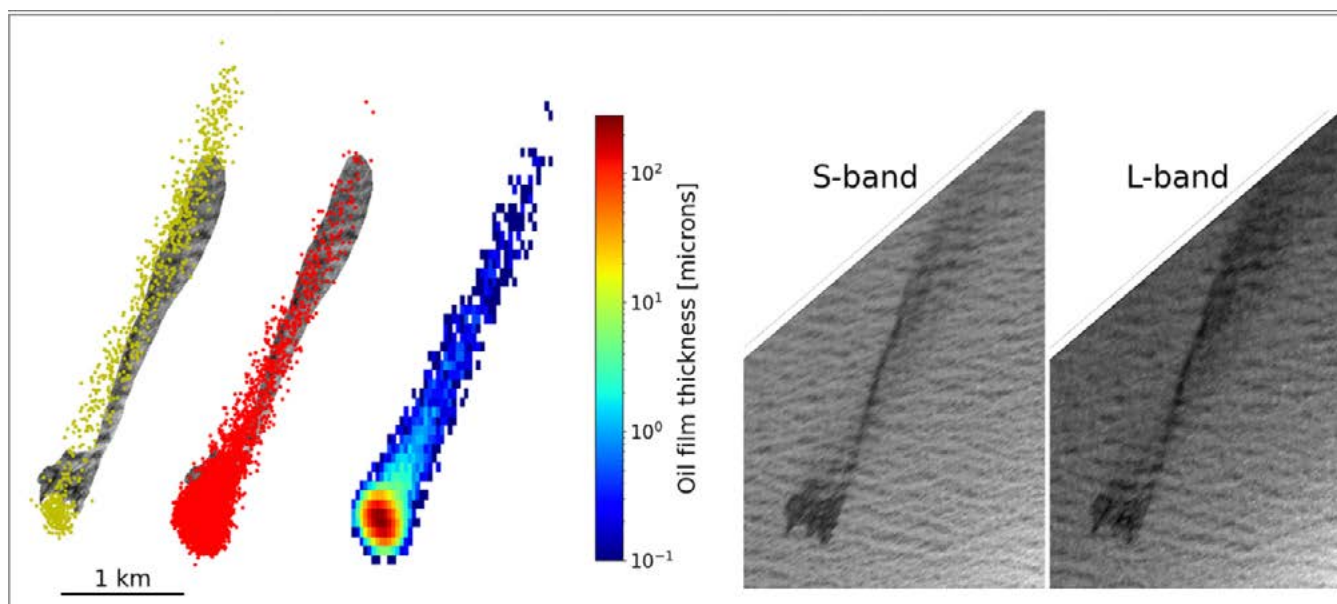 1 km
10²
10¹
10⁰
10⁻¹
Oil film thickness [microns]
S-band
L-band